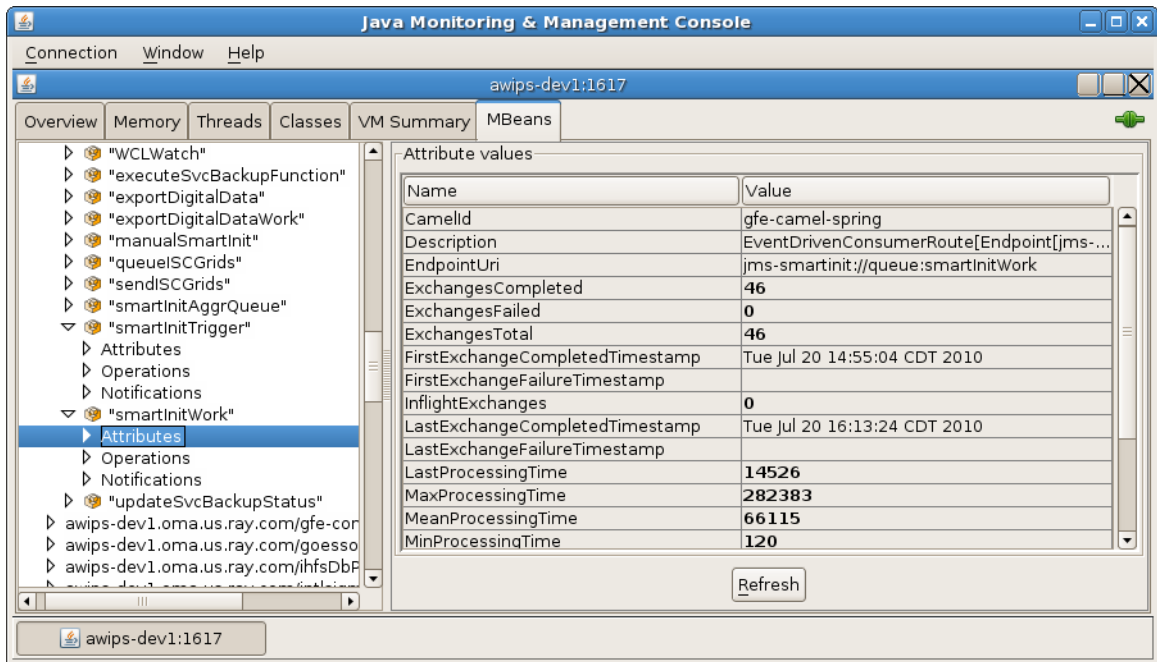 Java Monitoring & Management Console
Connection Window Help
awips-dev1:1617
Overview Memory Threads Classes VM Summary MBeans
"WCLWatch"
"executeSvcBackupFunction"
"exportDigitalData"
"exportDigitalDataWork"
"manualSmartInit"
"queueISCGrids"
"sendISCGrids"
"smartInitAggrQueue"
"smartInitTrigger"
Attributes
Operations
Notifications
"smartInitWork"
Attributes
Operations
Notifications
"updateSvcBackupStatus"
awips-dev1.oma.us.ray.com/gfe-cor
awips-dev1.oma.us.ray.com/goesso
awips-dev1.oma.us.ray.com/ihfsDbP
Attribute values
Name Value
CamelId gfe-camel-spring
Description EventDrivenConsumerRoute[Endpoint[jms-...
EndpointUri jms-smartinit://queue:smartInitWork
ExchangesCompleted 46
ExchangesFailed 0
ExchangesTotal 46
FirstExchangeCompletedTimestamp Tue Jul 20 14:55:04 CDT 2010
FirstExchangeFailureTimestamp
InflightExchanges 0
LastExchangeCompletedTimestamp Tue Jul 20 16:13:24 CDT 2010
LastExchangeFailureTimestamp
LastProcessingTime 14526
MaxProcessingTime 282383
MeanProcessingTime 66115
MinProcessingTime 120
Refresh
awips-dev1:1617